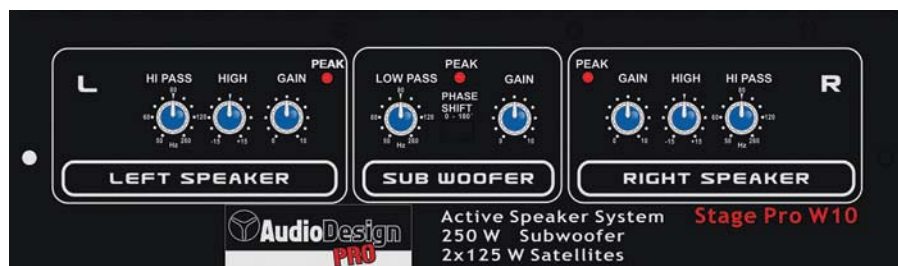 L
HI PASS HIGH GAIN PEAK
80
60 120
50 Hz 260
-15 +15
0 10
LEFT SPEAKER
PEAK
LOW PASS GAIN
80
60 120
50 Hz 260
PHASE
SHIFT
0 - 180°
0 10
SUB WOOFER
PEAK
GAIN HIGH HI PASS
R
0 10
-15 +15
80
60 120
50 Hz 260
RIGHT SPEAKER
AudioDesign
PRO
Active Speaker System
250 W Subwoofer
2x125 W Satellites
Stage Pro W10